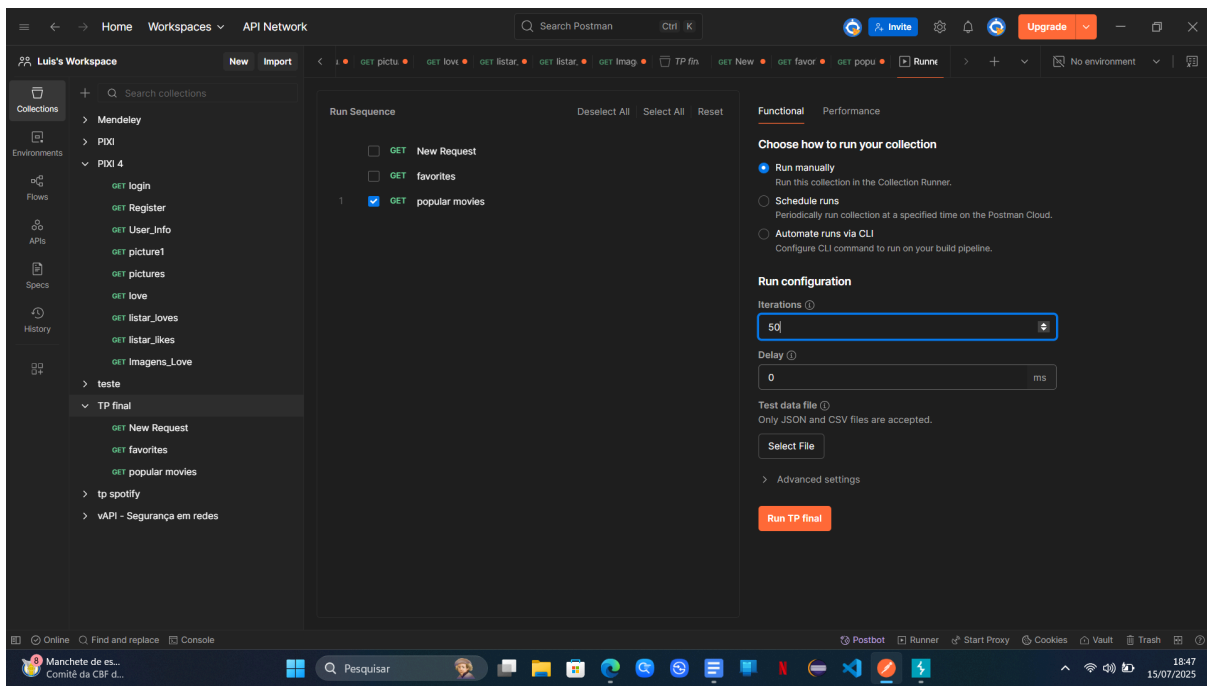 Home Workspaces API Network Search Postman Ctrl K Invite Upgrade
Luis's Workspace New Import GET pictu GET love GET listar, GET listar, GET Imag TP fin GET New GET favor GET popu Runne No environment
Collections
Environments
Flows
APIs
Specs
History
Search collections
Mendeley
PIXI
PIXI 4
GET login
GET Register
GET User_Info
GET picture1
GET pictures
GET love
GET listar_loves
GET listar_likes
GET Imagens_Love
teste
TP final
GET New Request
GET favorites
GET popular movies
tp spotify
vAPI - Segurança em redes
Run Sequence Deselect All Select All Reset
GET New Request
GET favorites
1 GET popular movies
Functional Performance
Choose how to run your collection
Run manually
Run this collection in the Collection Runner.
Schedule runs
Periodically run collection at a specified time on the Postman Cloud.
Automate runs via CLI
Configure CLI command to run on your build pipeline.
Run configuration
Iterations
50
Delay
0 ms
Test data file
Only JSON and CSV files are accepted.
Select File
Advanced settings
Run TP final
Online Find and replace Console Postbot Runner Start Proxy Cookies Vault Trash
8
Manchete de es...
Comitê da CBF d...
Pesquisar
18:47
15/07/2025